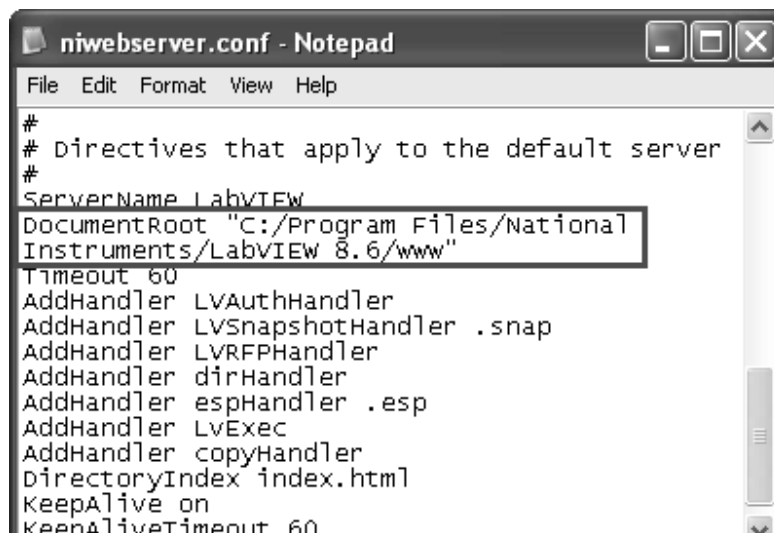 niwebserver.conf - Notepad
File Edit Format View Help
#
# Directives that apply to the default server
#
ServerName LabVIEW
DocumentRoot "C:/Program Files/National
Instruments/LabVIEW 8.6/www"
Timeout 60
AddHandler LVAuthHandler
AddHandler LVSnapshotHandler .snap
AddHandler LVRFPHandler
AddHandler dirHandler
AddHandler espHandler .esp
AddHandler LvExec
AddHandler copyHandler
DirectoryIndex index.html
KeepAlive on
KeepAliveTimeout 60